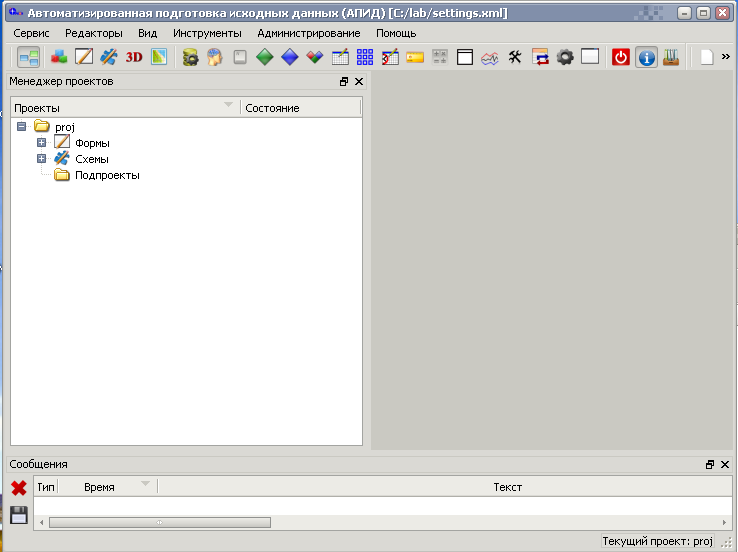 Автоматизированная подготовка исходных данных (АПИД) [C:/lab/settings.xml]
Сервис Редакторы Вид Инструменты Администрирование Помощь
3D
Менеджер проектов
Проекты Состояние
proj
Формы
Схемы
Подпроекты
Сообщения
Тип Время Текст
Текущий проект: proj